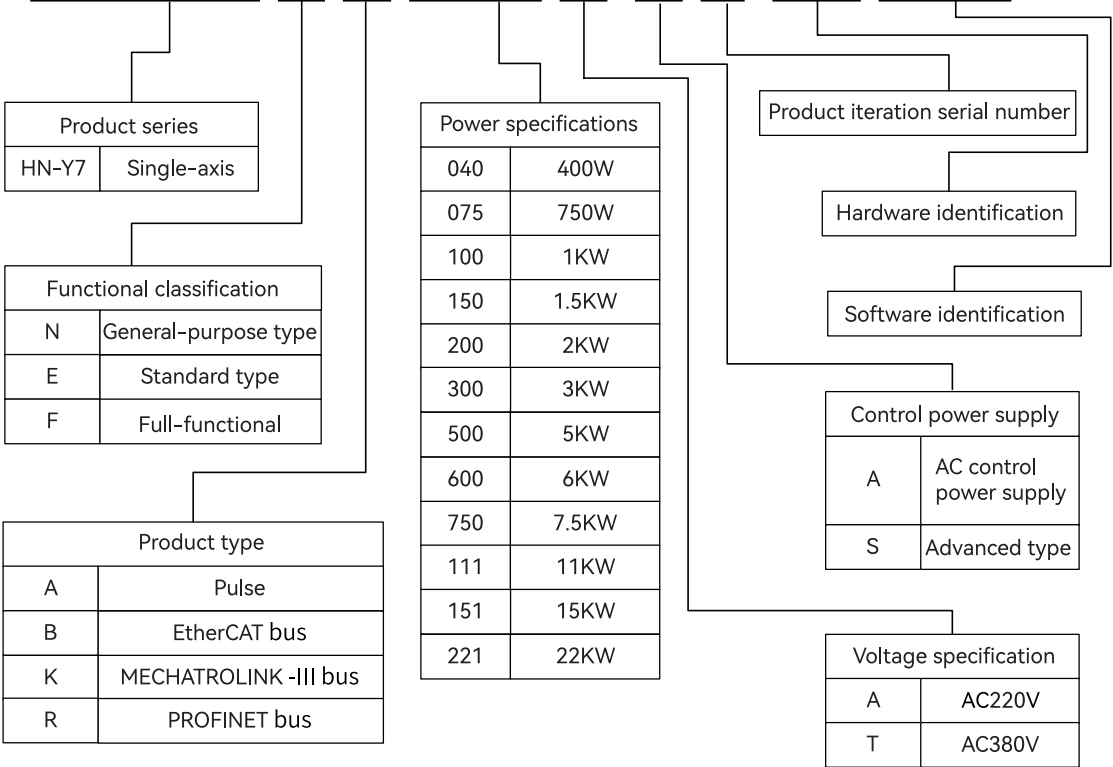 Product series
HN-Y7 Single-axis
Functional classification
N General-purpose type
E Standard type
F Full-functional
Product type
A Pulse
B EtherCAT bus
K MECHATROLINK -III bus
R PROFINET bus
Power specifications
040 400W
075 750W
100 1KW
150 1.5KW
200 2KW
300 3KW
500 5KW
600 6KW
750 7.5KW
111 11KW
151 15KW
221 22KW
Product iteration serial number
Hardware identification
Software identification
Control power supply
A AC control
power supply
S Advanced type
Voltage specification
A AC220V
T AC380V